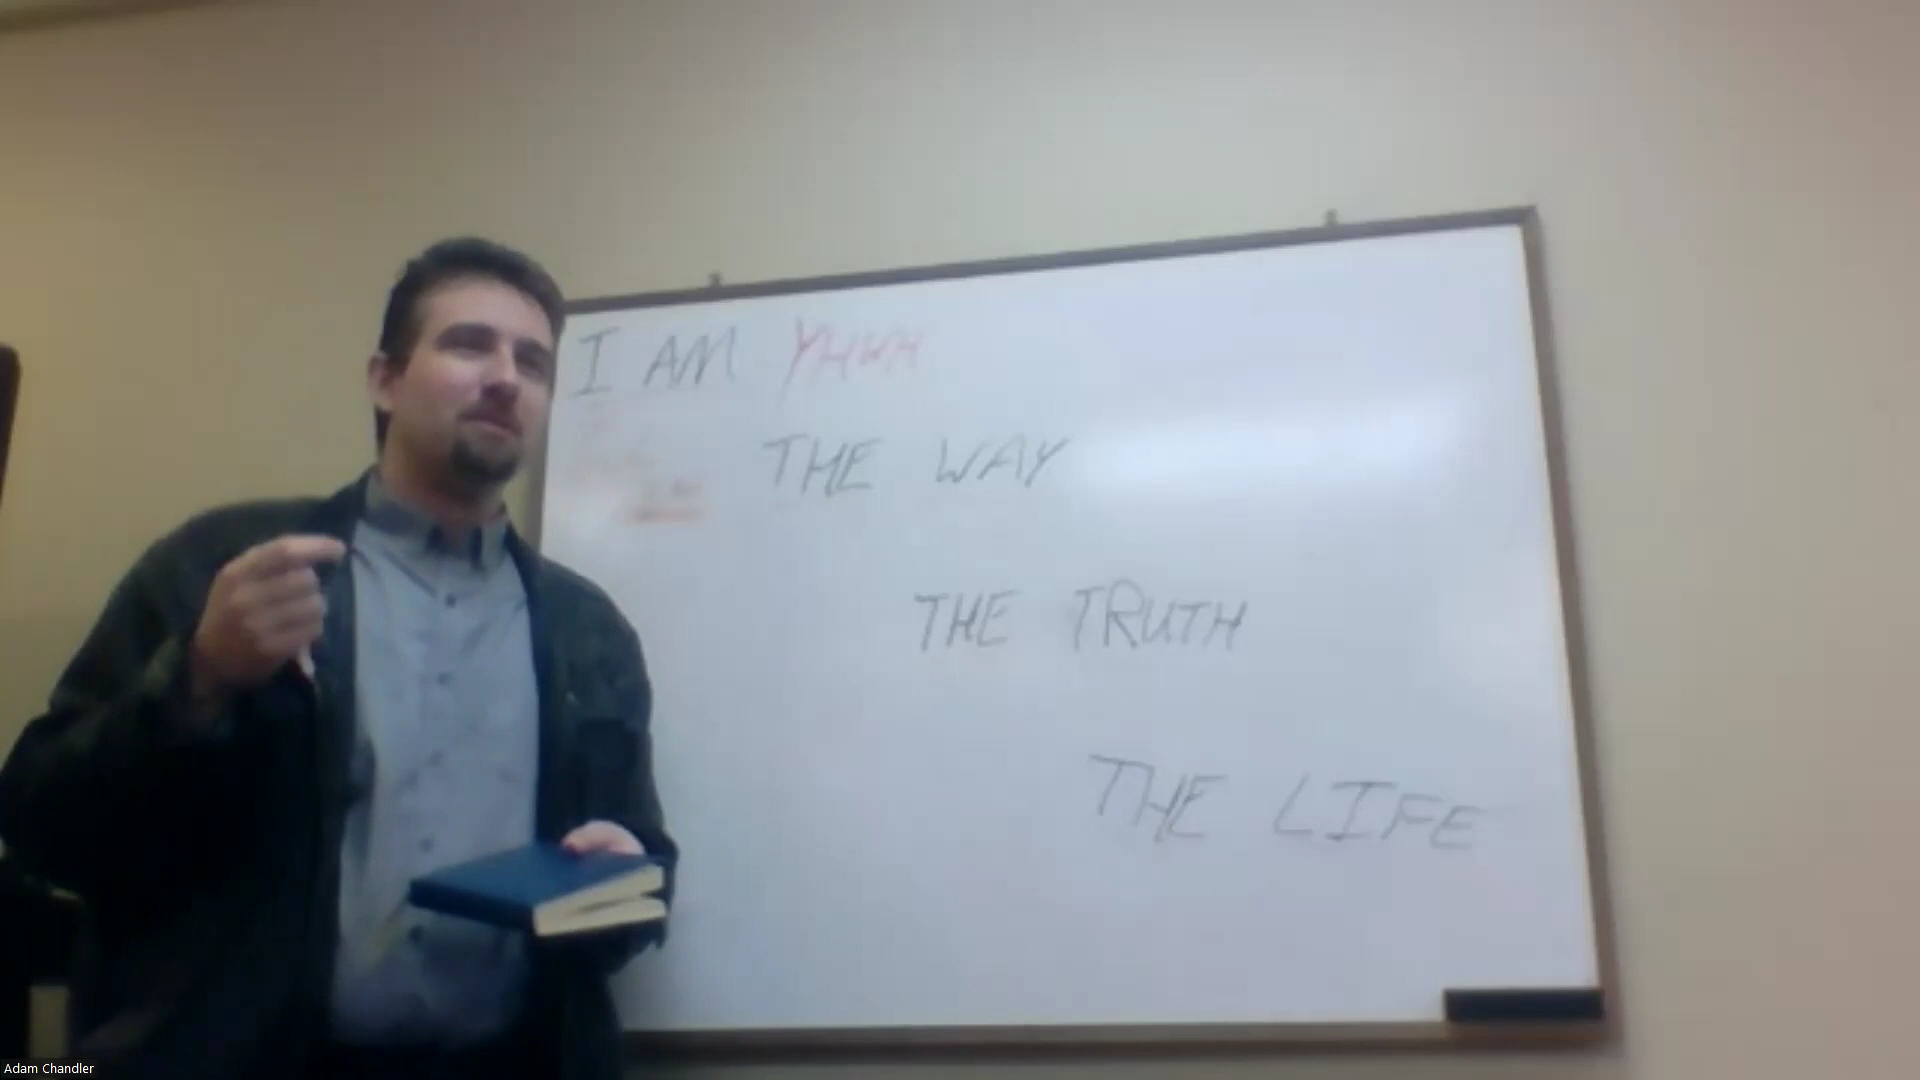 I AM YHWH
THE WAY
THE TRUTH
THE LIFE
Adam Chandler